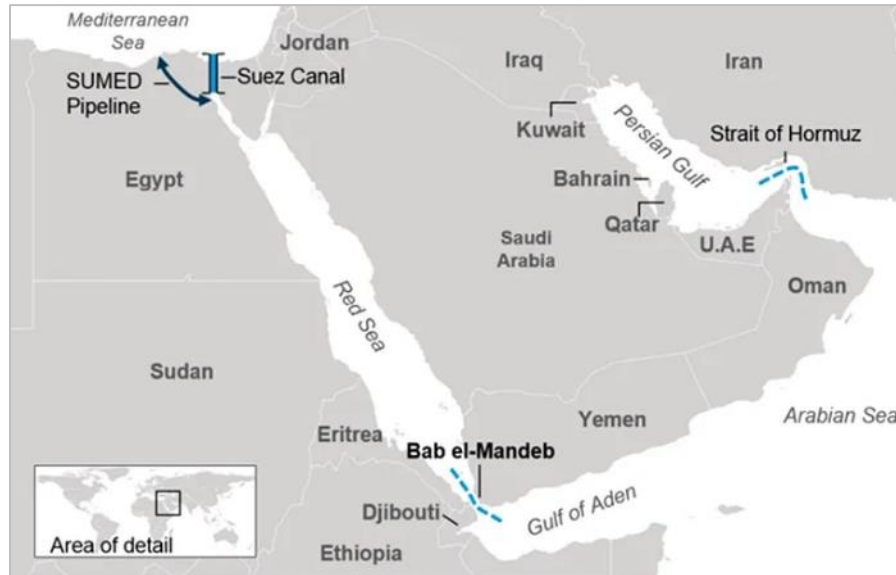 Mediterranean
Sea
SUMED
Pipeline
Suez Canal
Jordan
Iraq
Iran
Kuwait
Persian Gulf
Strait of Hormuz
Egypt
Bahrain
Qatar
Saudi
Arabia
U.A.E
Oman
Red Sea
Sudan
Yemen
Arabian Sea
Eritrea
Bab el-Mandeb
Gulf of Aden
Djibouti
Ethiopia
Area of detail